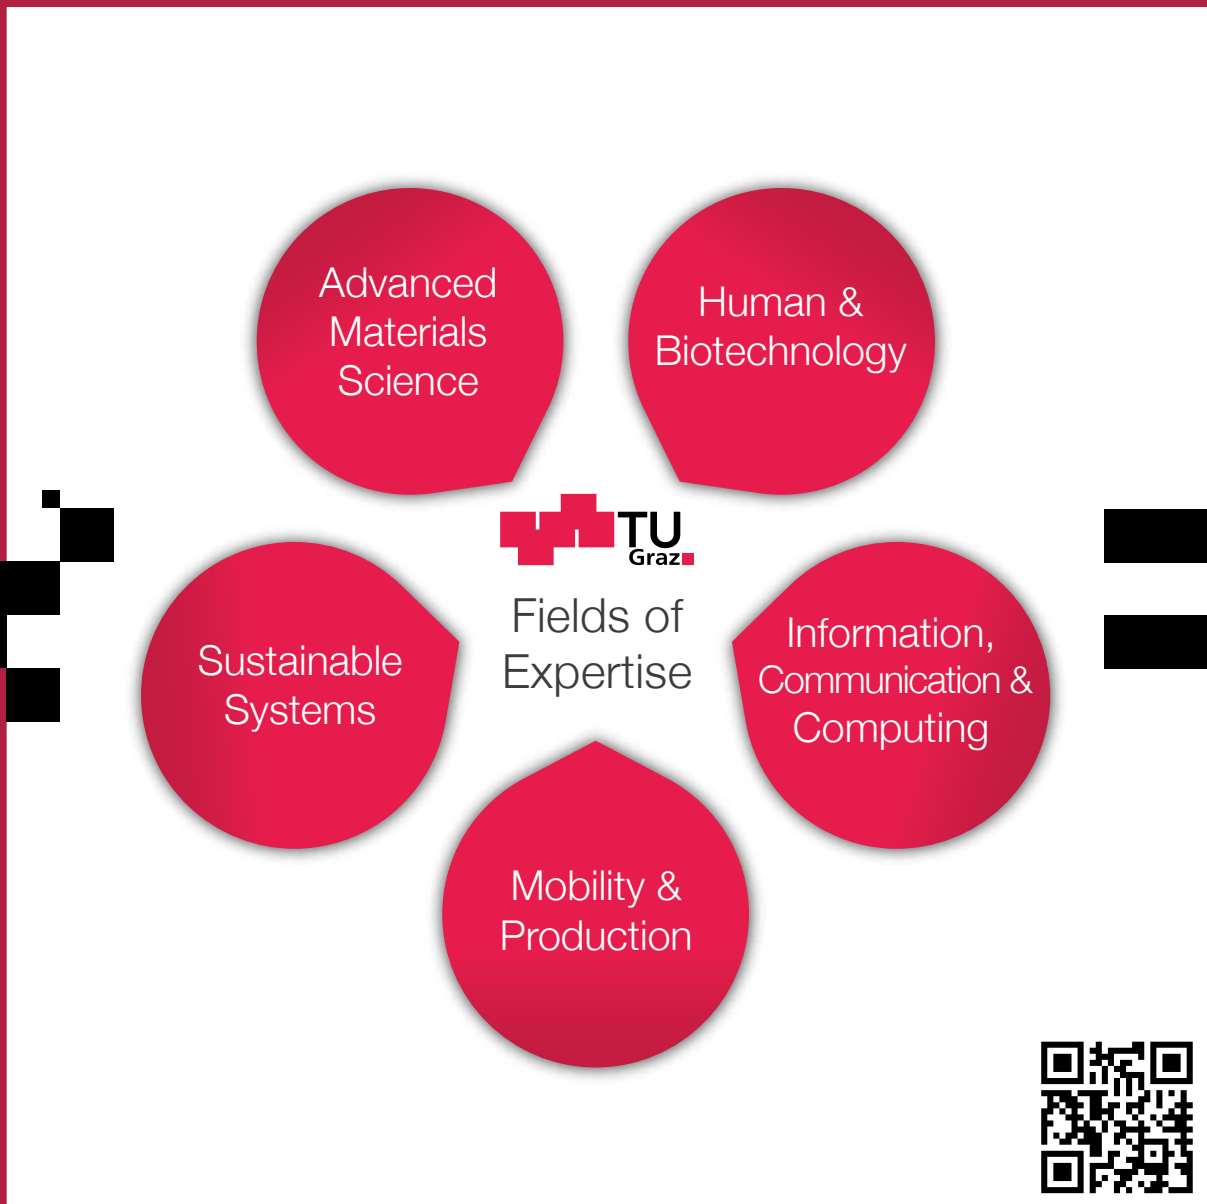 Advanced
Materials
Science
Human &
Biotechnology
TU
Graz
Fields of
Expertise
Sustainable
Systems
Information,
Communication &
Computing
Mobility &
Production